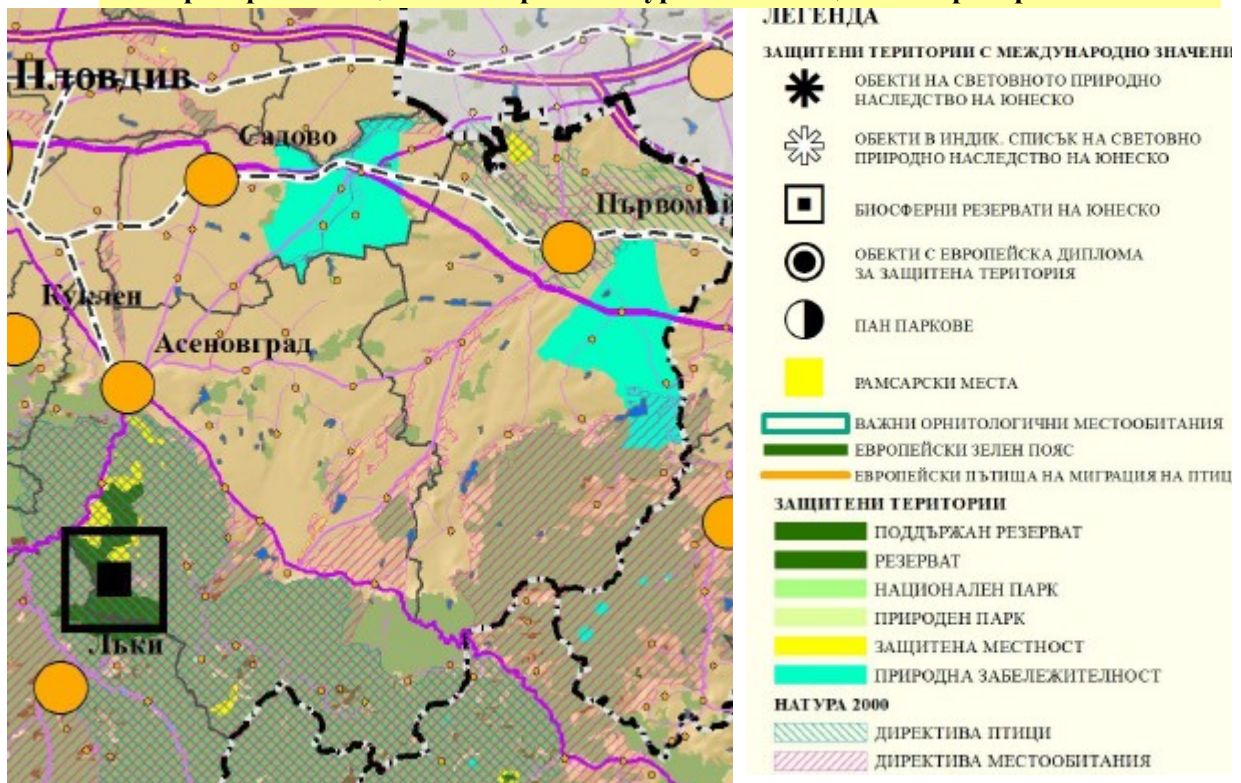 Пловдив
Садово
Първомай
Куклен
Асеновград
Лъки
ЛЕГЕНДА
ЗАЩИТЕНИ ТЕРИТОРИИ С МЕЖДУНАРОДНО ЗНАЧЕНИ
ОБЕКТИ НА СВЕТОВНОТО ПРИРОДНО
НАСЛЕДСТВО НА ЮНЕСКО
ОБЕКТИ В ИНДИК. СПИСЪК НА СВЕТОВНО
ПРИРОДНО НАСЛЕДСТВО НА ЮНЕСКО
БИОСФЕРНИ РЕЗЕРВАТИ НА ЮНЕСКО
ОБЕКТИ С ЕВРОПЕЙСКА ДИПЛОМА
ЗА ЗАЩИТЕНА ТЕРИТОРИЯ
ПАН ПАРКОВЕ
РАМСАРСКИ МЕСТА
ВАЖНИ ОРНИТОЛОГИЧНИ МЕСТООБИТАНИЯ
ЕВРОПЕЙСКИ ЗЕЛЕН ПОЯС
ЕВРОПЕЙСКИ ПЪТИЩА НА МИГРАЦИЯ НА ПТИЦ
ЗАЩИТЕНИ ТЕРИТОРИИ
ПОДДЪРЖАН РЕЗЕРВАТ
РЕЗЕРВАТ
НАЦИОНАЛЕН ПАРК
ПРИРОДЕН ПАРК
ЗАЩИТЕНА МЕСТНОСТ
ПРИРОДНА ЗАБЕЛЕЖИТЕЛНОСТ
НАТУРА 2000
ДИРЕКТИВА ПТИЦИ
ДИРЕКТИВА МЕСТООБИТАНИЯ